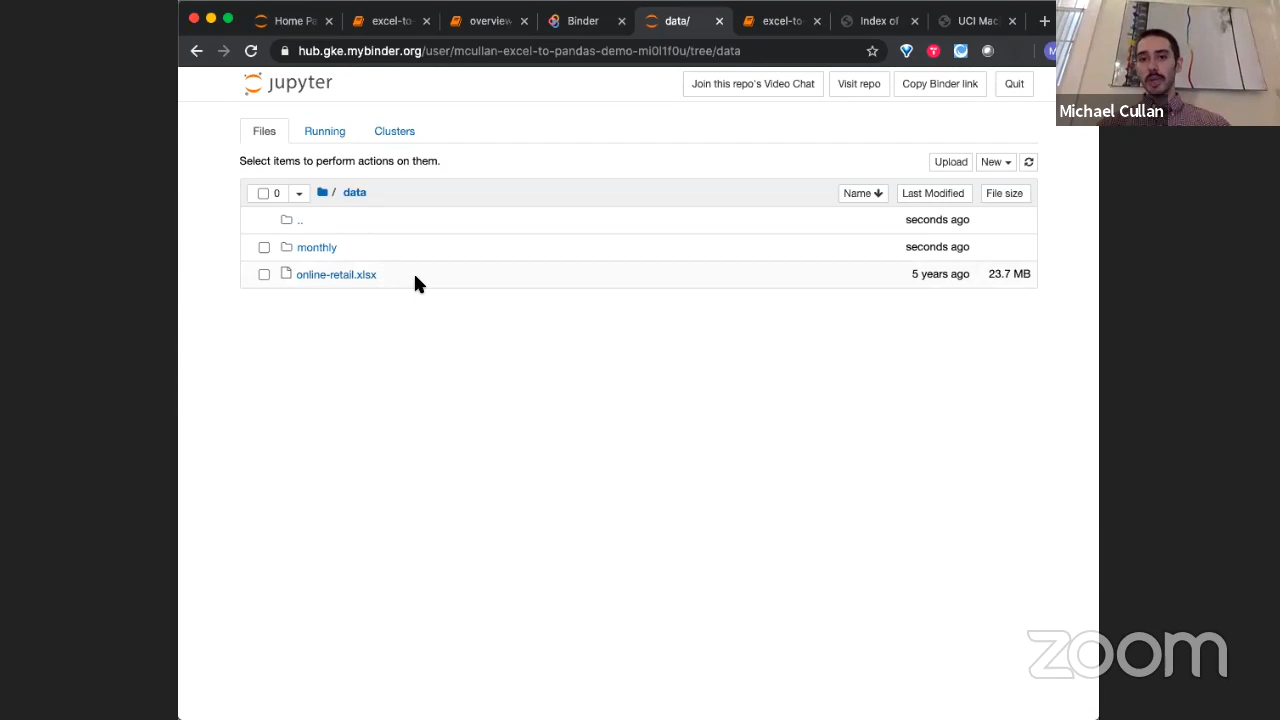 Home Pa
excel-to-
overview
Binder
data/
excel-to-
Index of
UCI Mac
hub.gke.mybinder.org/user/mcullan-excel-to-pandas-demo-mi0l1f0u/tree/data
M
Michael Cullan
jupyter
Join this repo's Video Chat
Visit repo
Copy Binder link
Quit
Files
Running
Clusters
Select items to perform actions on them.
Upload
New
0
/ data
Name
Last Modified
File size
..
seconds ago
monthly
seconds ago
online-retail.xlsx
5 years ago
23.7 MB
zoom